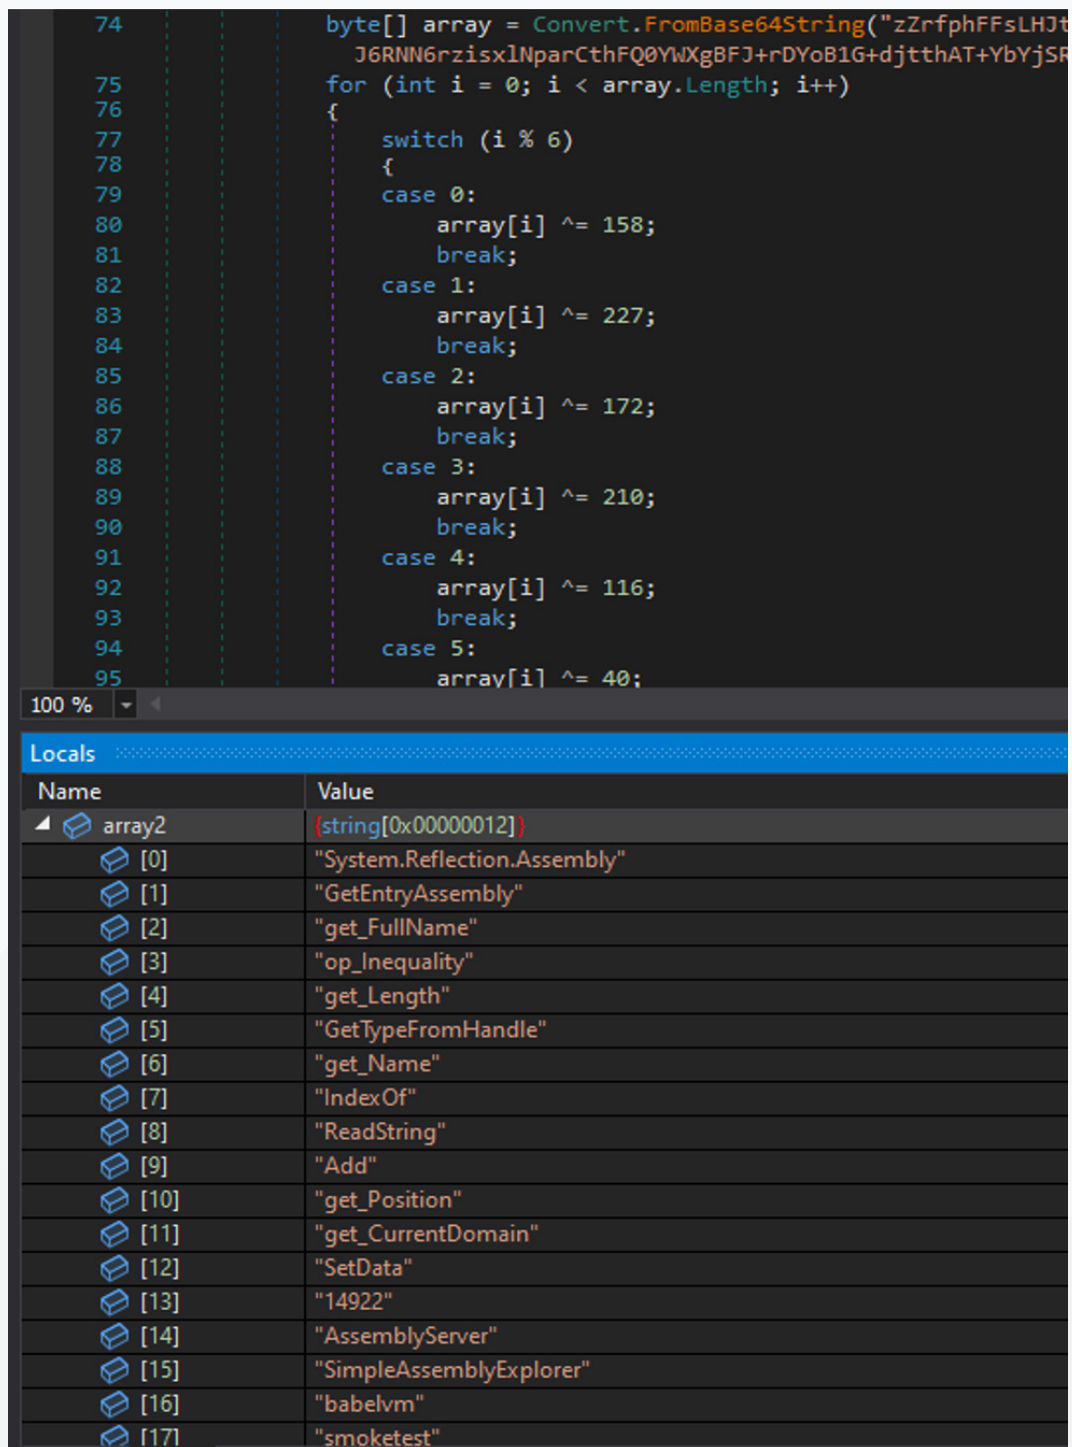 74 byte[] array = Convert.FromBase64String("zZrfphFFsLHJt
J6RNN6rzisxlNparCthFQ0YWXgBFJ+rDYoB1G+djtthAT+YbYjSR
75 for (int i = 0; i < array.Length; i++)
76 {
77 switch (i % 6)
78 {
79 case 0:
80 array[i] ^= 158;
81 break;
82 case 1:
83 array[i] ^= 227;
84 break;
85 case 2:
86 array[i] ^= 172;
87 break;
88 case 3:
89 array[i] ^= 210;
90 break;
91 case 4:
92 array[i] ^= 116;
93 break;
94 case 5:
95 array[i] ^= 40;
100 %
Locals
Name Value
array2 {string[0x00000012]}
[0] "System.Reflection.Assembly"
[1] "GetEntryAssembly"
[2] "get_FullName"
[3] "op_Inequality"
[4] "get_Length"
[5] "GetTypeFromHandle"
[6] "get_Name"
[7] "IndexOf"
[8] "ReadString"
[9] "Add"
[10] "get_Position"
[11] "get_CurrentDomain"
[12] "SetData"
[13] "14922"
[14] "AssemblyServer"
[15] "SimpleAssemblyExplorer"
[16] "babelvm"
[17] "smoketest"